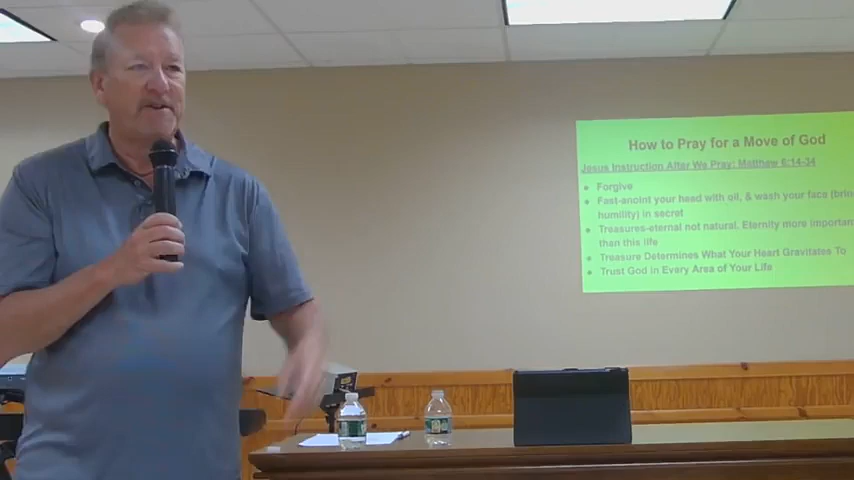 How to Pray for a Move of God
Jesus Instruction After We Pray: Matthew 6:14-34
● Forgive
● Fast-anoint your head with oil, & wash your face (brin
humility) in secret
● Treasures-eternal not natural. Eternity more importan
than this life
● Treasure Determines What Your Heart Gravitates To
● Trust God in Every Area of Your Life